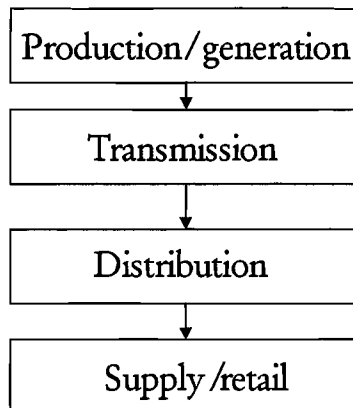 Production/generation
Transmission
Distribution
Supply/retail